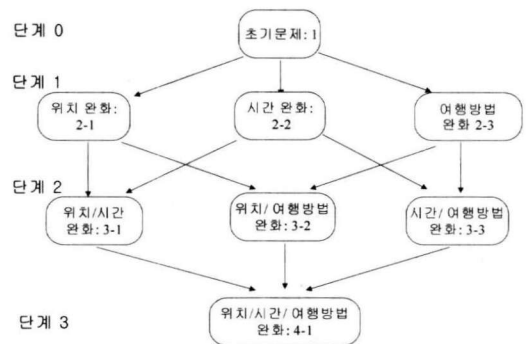 단계 0
초기문제: 1
단계 1
위치 완화:
2-1
시간 완화:
2-2
여행방법
완화 2-3
단계 2
위치/시간
완화: 3-1
위치/ 여행방법
완화: 3-2
시간/ 여행방법
완화: 3-3
단계 3
위치/시간/ 여행방법
완화: 4-1